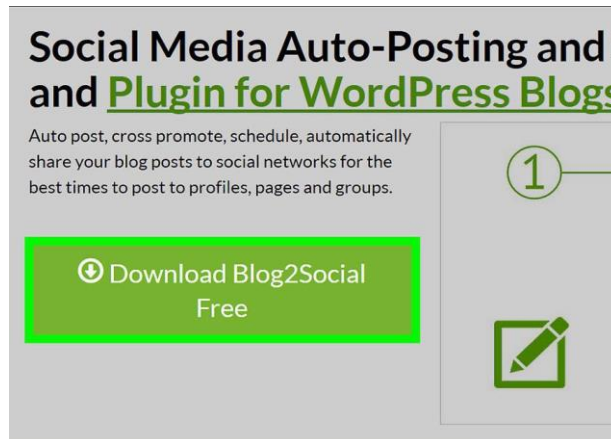 Social Media Auto-Posting and
and Plugin for WordPress Blogs
Auto post, cross promote, schedule, automatically
share your blog posts to social networks for the
best times to post to profiles, pages and groups.
1
Download Blog2Social
Free